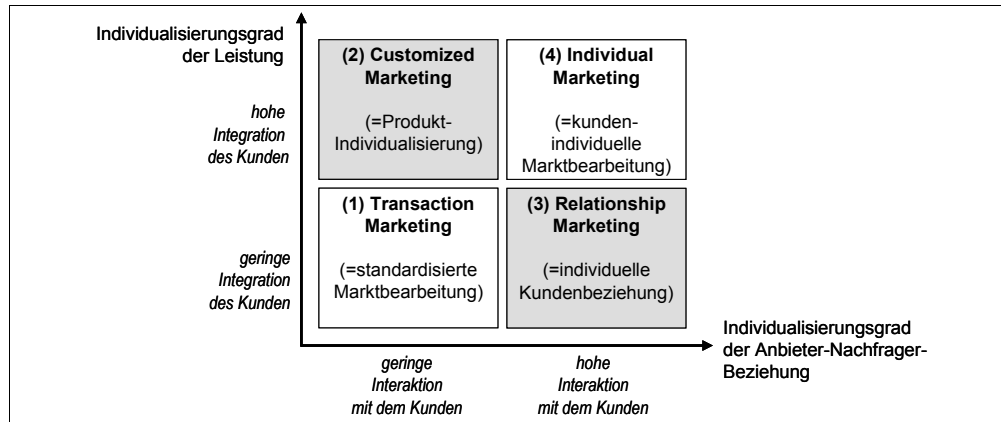 Individualisierungsgrad
der Leistung
hohe
Integration
des Kunden
geringe
Integration
des Kunden
(2) Customized
Marketing
(=Produkt-
Individualisierung)
(4) Individual
Marketing
(=kunden-
individuelle
Marktbearbeitung)
(1) Transaction
Marketing
(=standardisierte
Marktbearbeitung)
(3) Relationship
Marketing
(=individuelle
Kundenbeziehung)
geringe
Interaktion
mit dem Kunden
hohe
Interaktion
mit dem Kunden
Individualisierungsgrad
der Anbieter-Nachfrager-
Beziehung